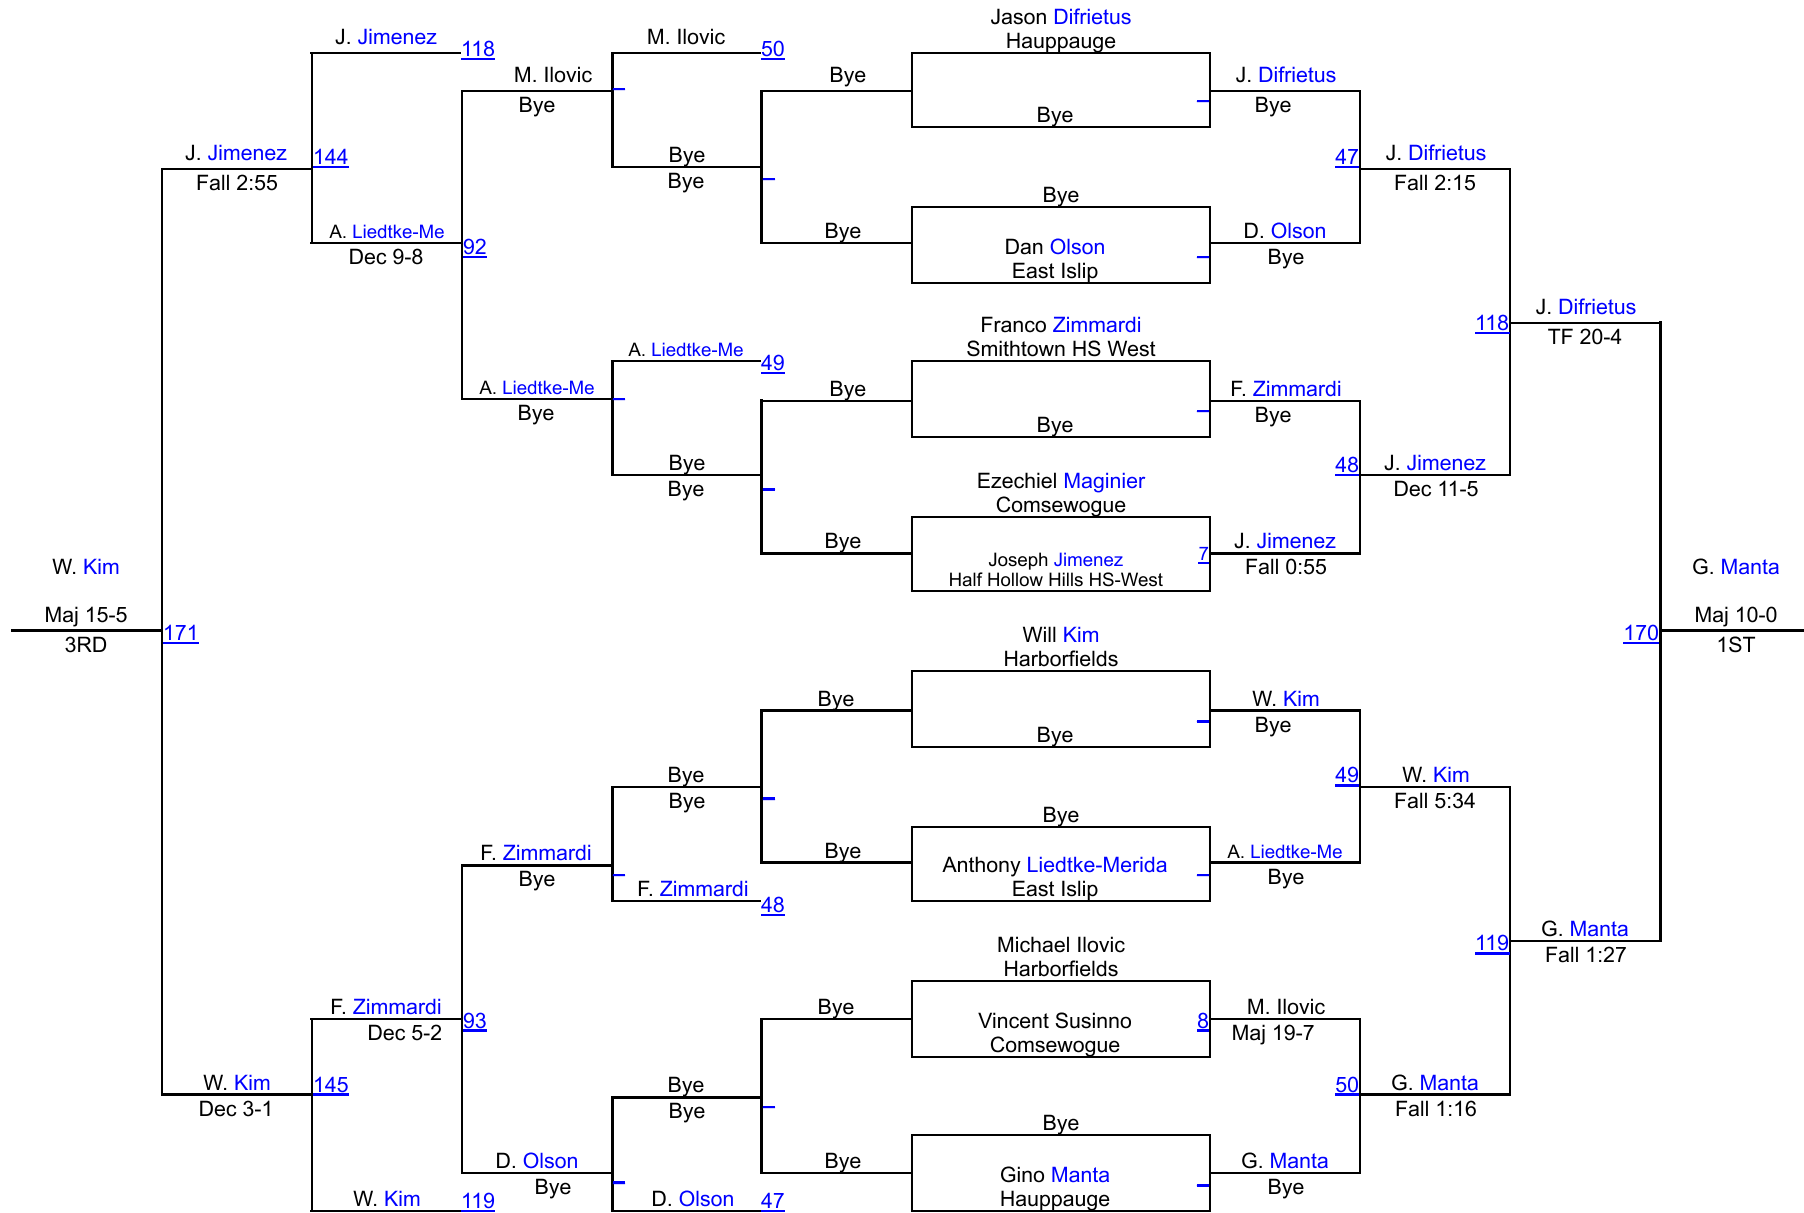 Jason Difrietus
Hauppauge
J. Jimenez
118
M. Ilovic
50
M. Ilovic
Bye
Bye
J. Difrietus
Bye
Bye
J. Jimenez
144
Fall 2:55
Bye
Bye
47
J. Difrietus
Fall 2:15
Bye
A. Liedtke-Me
92
Dec 9-8
Bye
Dan Olson
East Islip
D. Olson
Bye
J. Difrietus
118
TF 20-4
Franco Zimmardi
Smithtown HS West
A. Liedtke-Me
49
A. Liedtke-Me
Bye
Bye
F. Zimmardi
Bye
Bye
Bye
Bye
48
J. Jimenez
Dec 11-5
Ezechiel Maginier
Comsewogue
Bye
Joseph Jimenez
7
Half Hollow Hills HS-West
J. Jimenez
Fall 0:55
W. Kim
Maj 15-5
171
3RD
G. Manta
Maj 10-0
170
1ST
Will Kim
Harborfields
Bye
W. Kim
Bye
Bye
Bye
Bye
49
W. Kim
Fall 5:34
Bye
F. Zimmardi
Bye
Bye
Anthony Liedtke-Merida
East Islip
A. Liedtke-Me
Bye
F. Zimmardi
48
G. Manta
119
Fall 1:27
Michael Ilovic
Harborfields
F. Zimmardi
93
Dec 5-2
Bye
Vincent Susinno
8
Comsewogue
M. Ilovic
Maj 19-7
W. Kim
145
Dec 3-1
Bye
Bye
50
G. Manta
Fall 1:16
Bye
D. Olson
Bye
Bye
Gino Manta
Hauppauge
G. Manta
Bye
W. Kim
119
D. Olson
47